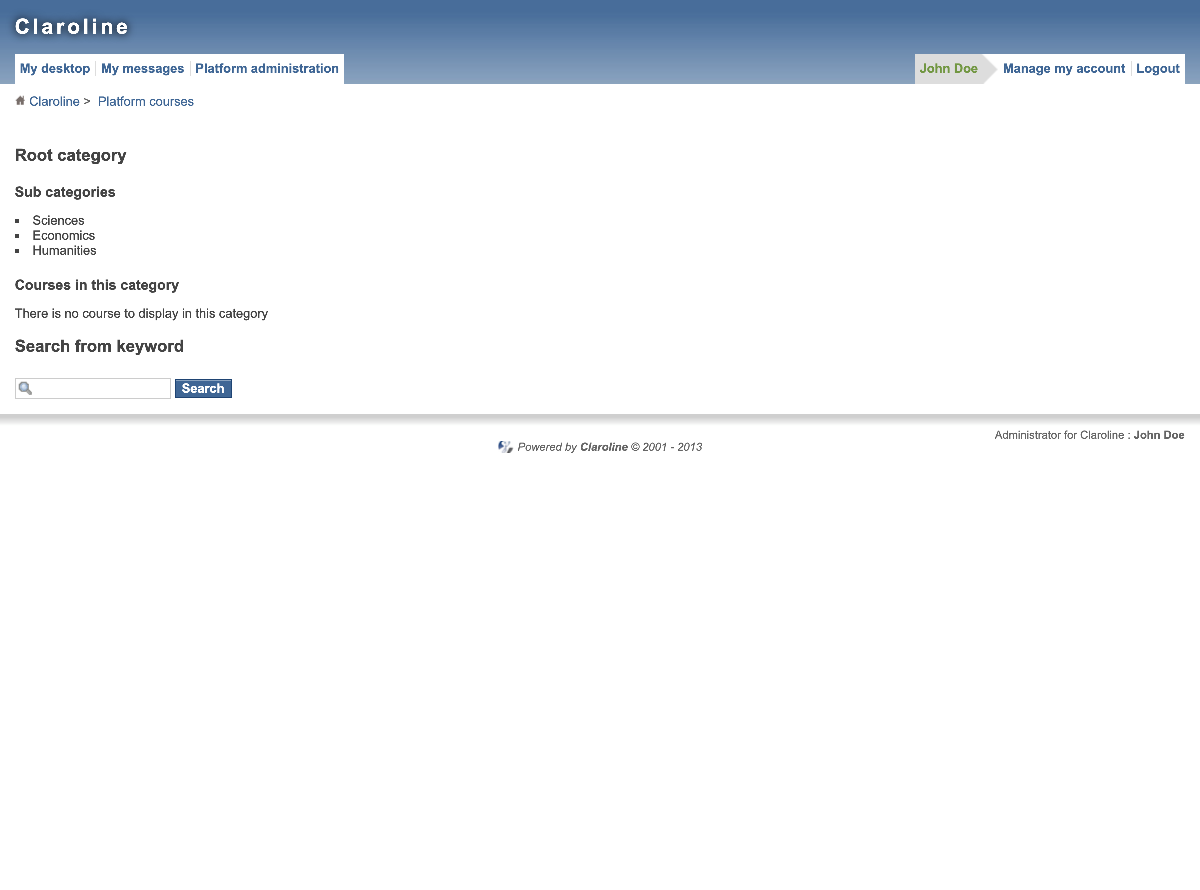 Claroline
My desktop My messages Platform administration John Doe Manage my account Logout
Claroline > Platform courses
Root category
Sub categories
Sciences
Economics
Humanities
Courses in this category
There is no course to display in this category
Search from keyword
Search
Administrator for Claroline : John Doe
Powered by Claroline © 2001 - 2013